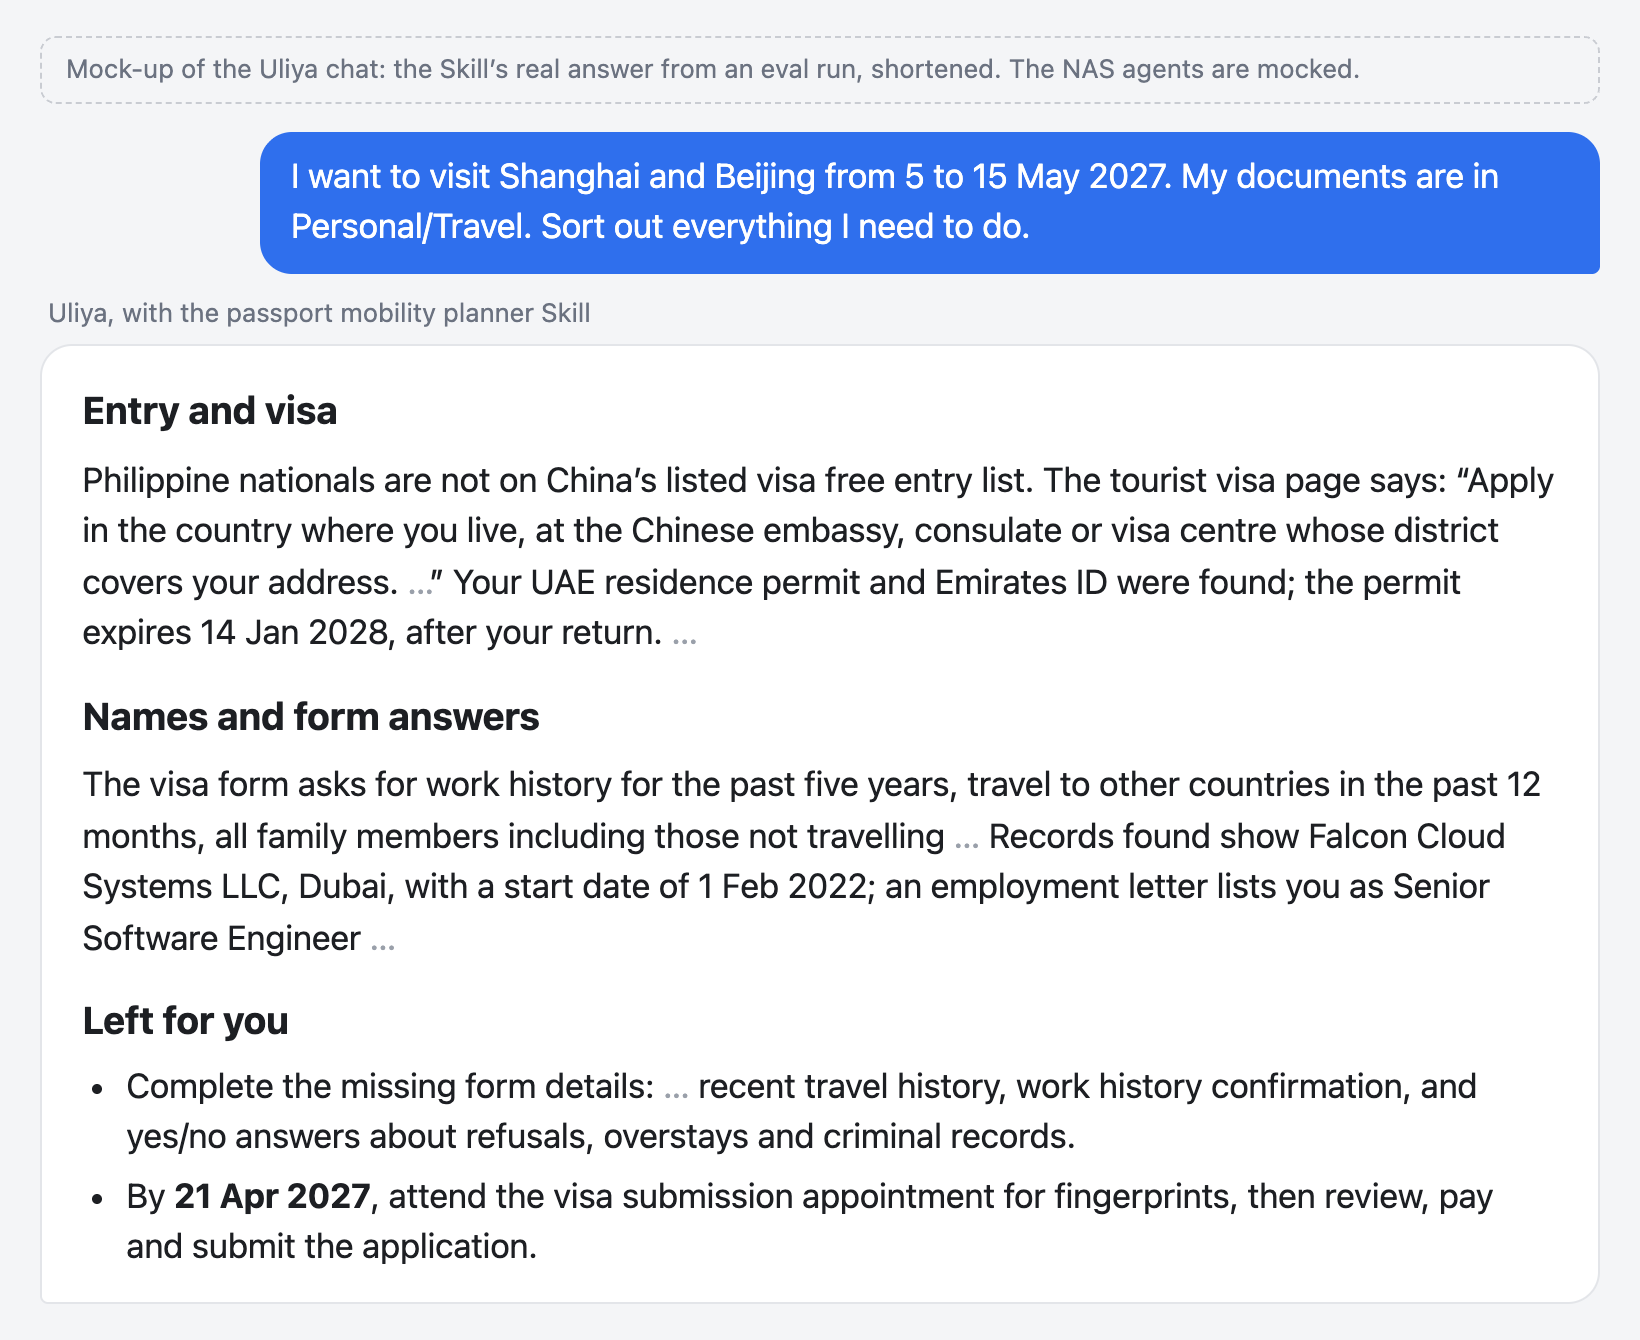 Mock-up of the Uliya chat: the Skill’s real answer from an eval run, shortened. The NAS agents are mocked.
I want to visit Shanghai and Beijing from 5 to 15 May 2027. My documents are in
Personal/Travel. Sort out everything I need to do.
Uliya, with the passport mobility planner Skill
Entry and visa
Philippine nationals are not on China’s listed visa free entry list. The tourist visa page says: “Apply
in the country where you live, at the Chinese embassy, consulate or visa centre whose district
covers your address. …” Your UAE residence permit and Emirates ID were found; the permit
expires 14 Jan 2028, after your return. …
Names and form answers
The visa form asks for work history for the past five years, travel to other countries in the past 12
months, all family members including those not travelling … Records found show Falcon Cloud
Systems LLC, Dubai, with a start date of 1 Feb 2022; an employment letter lists you as Senior
Software Engineer …
Left for you
• Complete the missing form details: … recent travel history, work history confirmation, and
yes/no answers about refusals, overstays and criminal records.
• By 21 Apr 2027, attend the visa submission appointment for fingerprints, then review, pay
and submit the application.